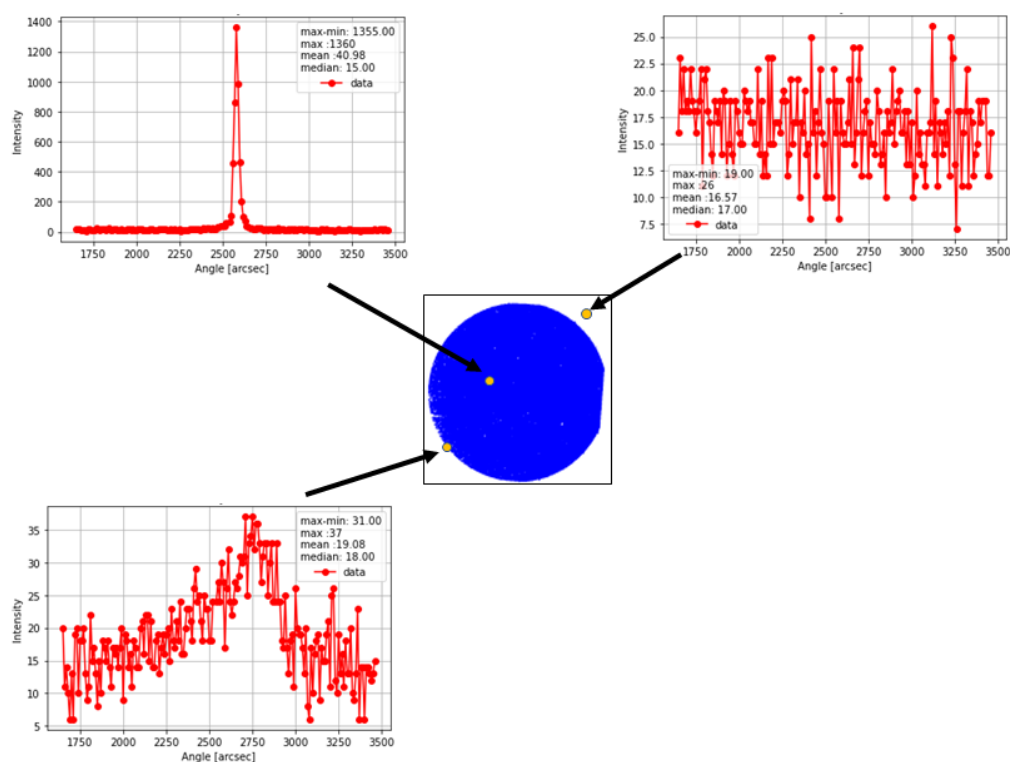 1400
1200
1000
800
600
400
200
0
Intensity
max-min: 1355.00
max :1360
mean :40.98
median: 15.00
data
1750 2000 2250 2500 2750 3000 3250 3500
Angle [arcsec]
25.0
22.5
20.0
17.5
15.0
12.5
10.0
7.5
Intensity
max-min: 19.00
max :26
mean :16.57
median: 17.00
data
1750 2000 2250 2500 2750 3000 3250 3500
Angle [arcsec]
35
30
25
20
15
10
5
Intensity
max-min: 31.00
max :37
mean :19.08
median: 18.00
data
1750 2000 2250 2500 2750 3000 3250 3500
Angle [arcsec]